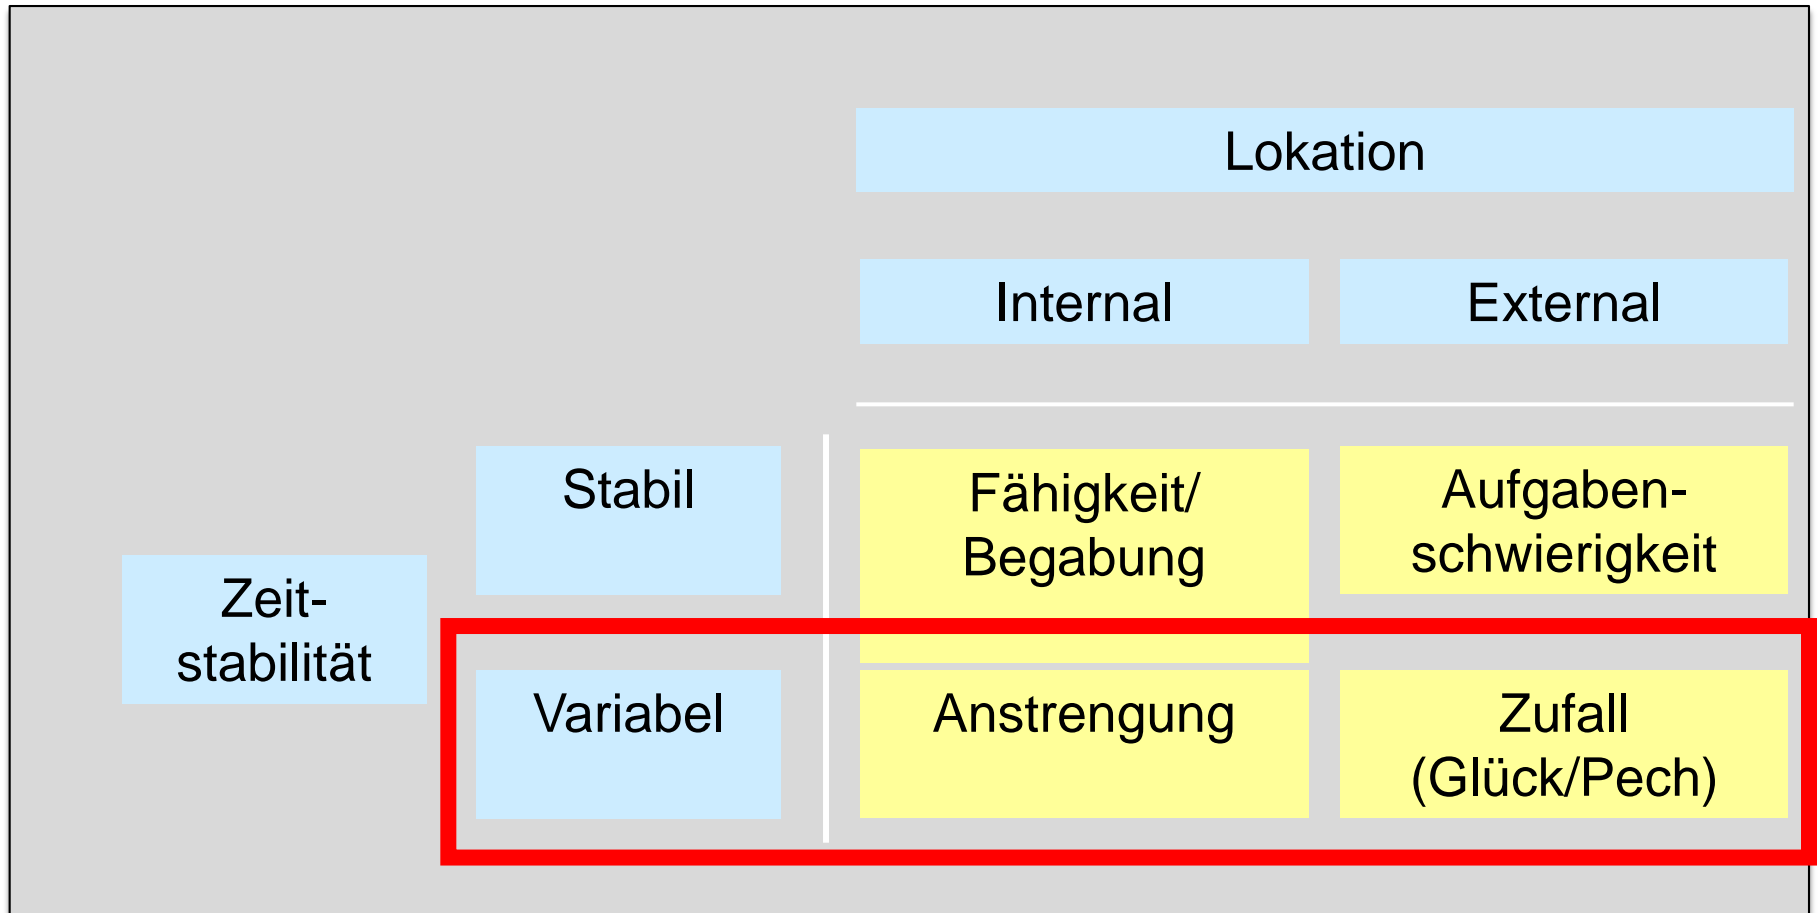 Lokation
Internal
External
Stabil
Fähigkeit/
Begabung
Aufgaben-
schwierigkeit
Zeit-
stabilität
Variabel
Anstrengung
Zufall
(Glück/Pech)